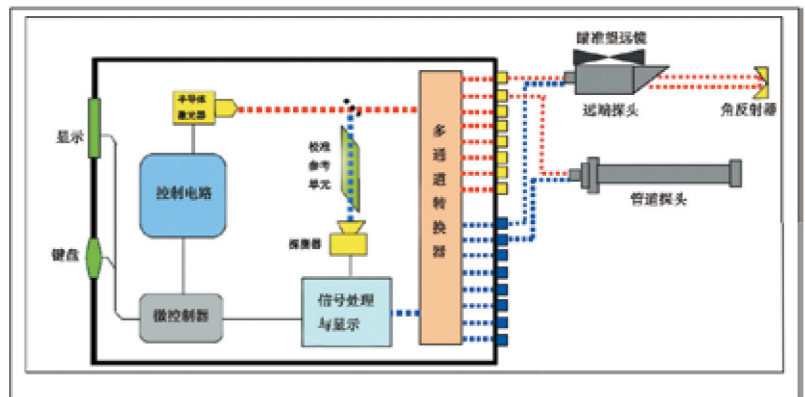 瞄准望远镜
半导体
激光器
远端探头
角反射器
显示
多通道转换器
校准
参考
单元
控制电路
管道探头
键盘
探测器
信号处理
与显示
微控制器